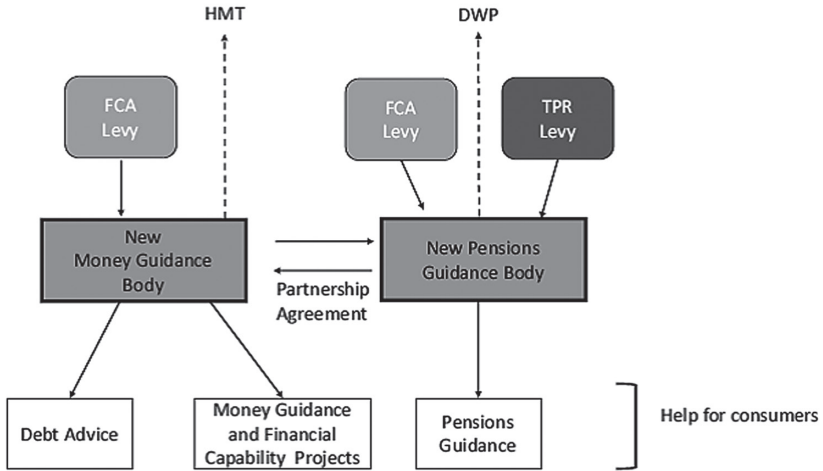 HMT
DWP
FCA
Levy
FCA
Levy
TPR
Levy
New
Money Guidance
Body
New Pensions
Guidance Body
Partnership
Agreement
Debt Advice
Money Guidance
and Financial
Capability Projects
Pensions
Guidance
Help for consumers